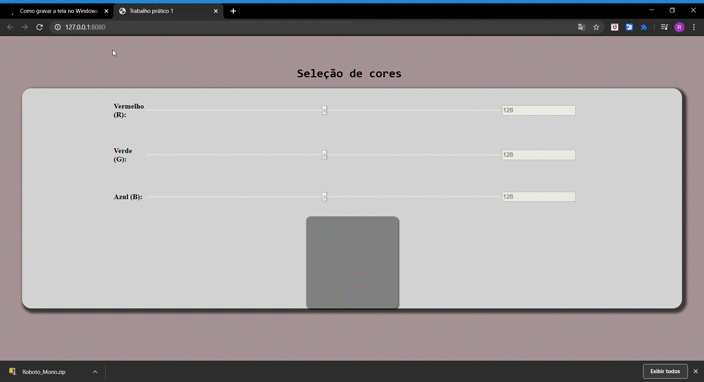 Como gravar a tela no Window
Trabalho prático 1
127.0.0.1:8080
R
Seleção de cores
Vermelho
(R):
128
Verde
(G):
128
Azul (B):
128
Roboto_Mono.zip
Exibir todos